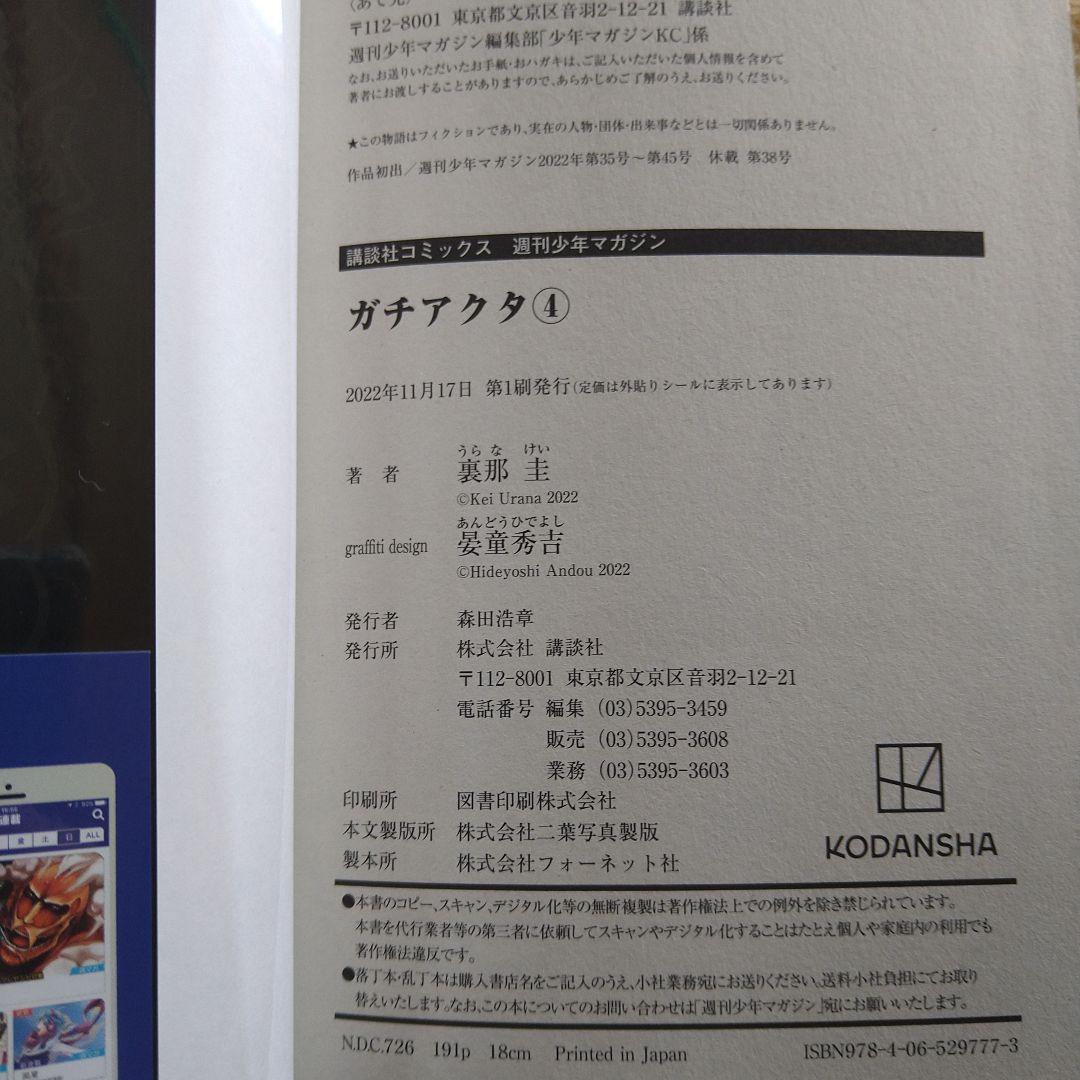 〈あて先〉
〒112-8001 東京都文京区音羽2-12-21 講談社
週刊少年マガジン編集部「少年マガジンKC」係
なお、お送りいただいたお手紙・おハガキは、ご記入いただいた個人情報を含めて
著者にお渡しすることがありますので、あらかじめご了解のうえ、お送りください。
★この物語はフィクションであり、実在の人物・団体・出来事などとは一切関係ありません。
作品初出／週刊少年マガジン2022年第35号〜第45号 休載 第38号
講談社コミックス 週刊少年マガジン
ガチアクタ④
2022年11月17日 第1刷発行(定価は外貼りシールに表示してあります)
うら な けい
著 者 裏那 圭
©Kei Urana 2022
あんどうひでよし
graffiti design 晏童秀吉
©Hideyoshi Andou 2022
発行者 森田浩章
発行所 株式会社 講談社
〒112-8001 東京都文京区音羽2-12-21
電話番号 編集 (03)5395-3459
販売 (03)5395-3608
業務 (03)5395-3603
印刷所 図書印刷株式会社
本文製版所 株式会社二葉写真製版
製本所 株式会社フォーネット社
KODANSHA
●本書のコピー、スキャン、デジタル化等の無断複製は著作権法上での例外を除き禁じられています。
本書を代行業者等の第三者に依頼してスキャンやデジタル化することはたとえ個人や家庭内の利用でも
著作権法違反です。
●落丁本・乱丁本は購入書店名をご記入のうえ、小社業務宛にお送りください。送料小社負担にてお取り
替えいたします。なお、この本についてのお問い合わせは「週刊少年マガジン」宛にお願いいたします。
N.D.C.726 191p 18cm Printed in Japan
ISBN978-4-06-529777-3
連載
土 日 ALL